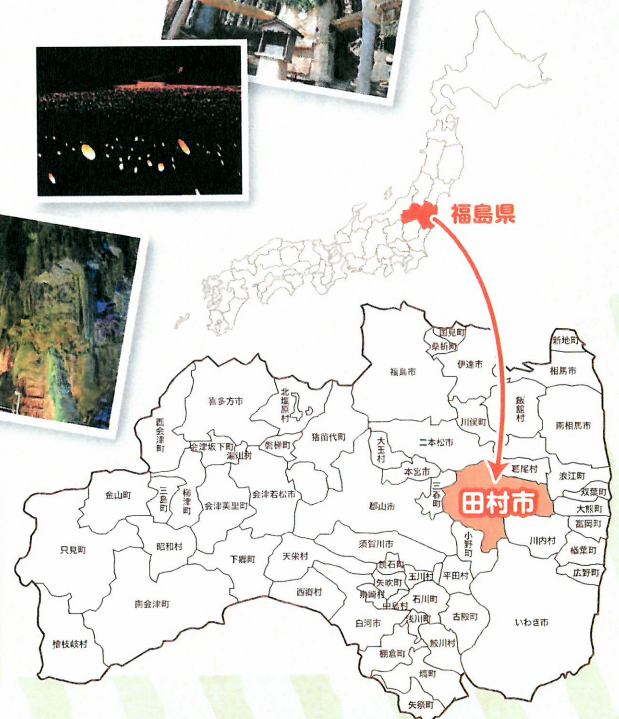 福島県
国見町
桑折町
新地町
福島市
伊達市
相馬市
喜多方市
北塩原村
飯舘村
西会津町
猪苗代町
川俣町
南相馬市
会津坂下町
磐梯町
湯川村
大玉村
二本松市
本宮市
葛尾村
浪江町
金山町
三島町
柳津町
会津美里町
会津若松市
郡山市
三春町
田村市
双葉町
大熊町
富岡町
只見町
昭和村
下郷町
天栄村
須賀川市
小野町
川内村
楢葉町
鏡石町
矢吹町
玉川村
平田村
広野町
南会津町
西郷村
泉崎村
中島村
石川町
白河市
浅川町
古殿町
いわき市
檜枝岐村
棚倉町
鮫川村
塙町
矢祭町